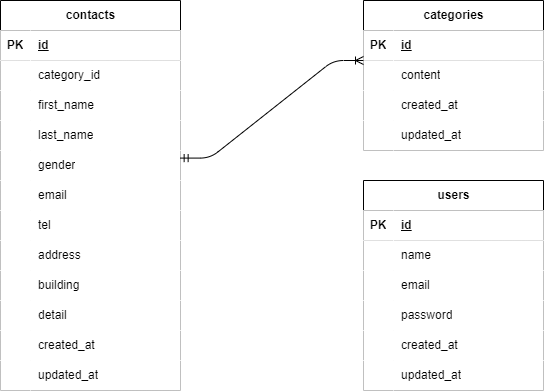 contacts
PK id
category_id
first_name
last_name
gender
email
tel
address
building
detail
created_at
updated_at
categories
PK id
content
created_at
updated_at
users
PK id
name
email
password
created_at
updated_at